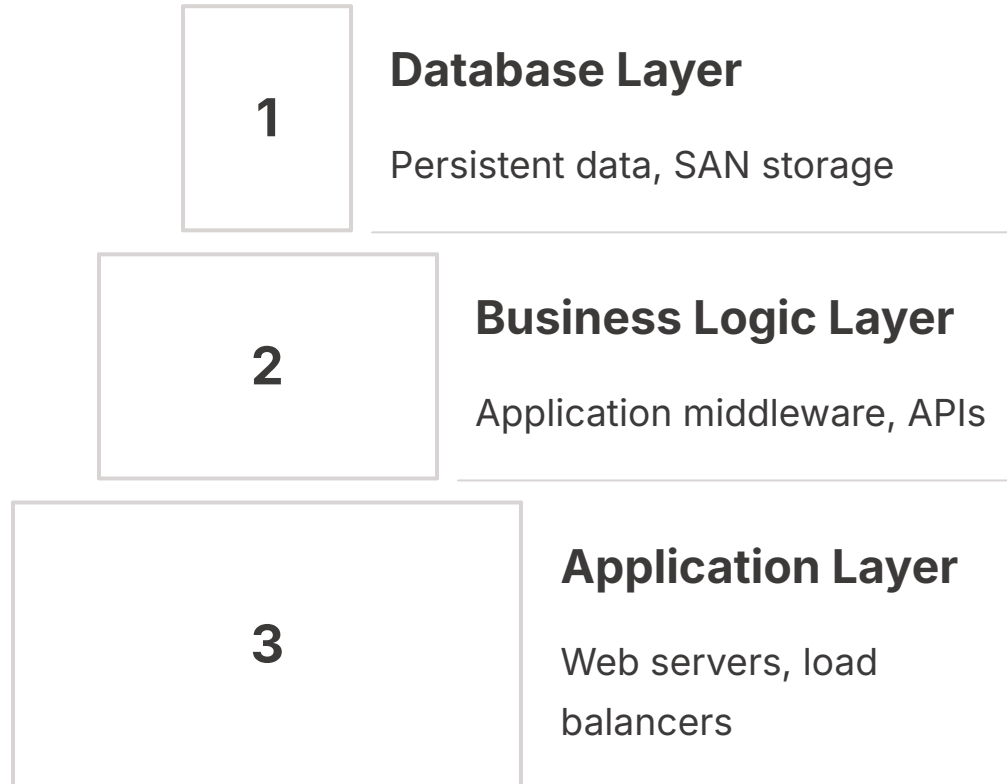 1
Database Layer
Persistent data, SAN storage
2
Business Logic Layer
Application middleware, APIs
3
Application Layer
Web servers, load
balancers